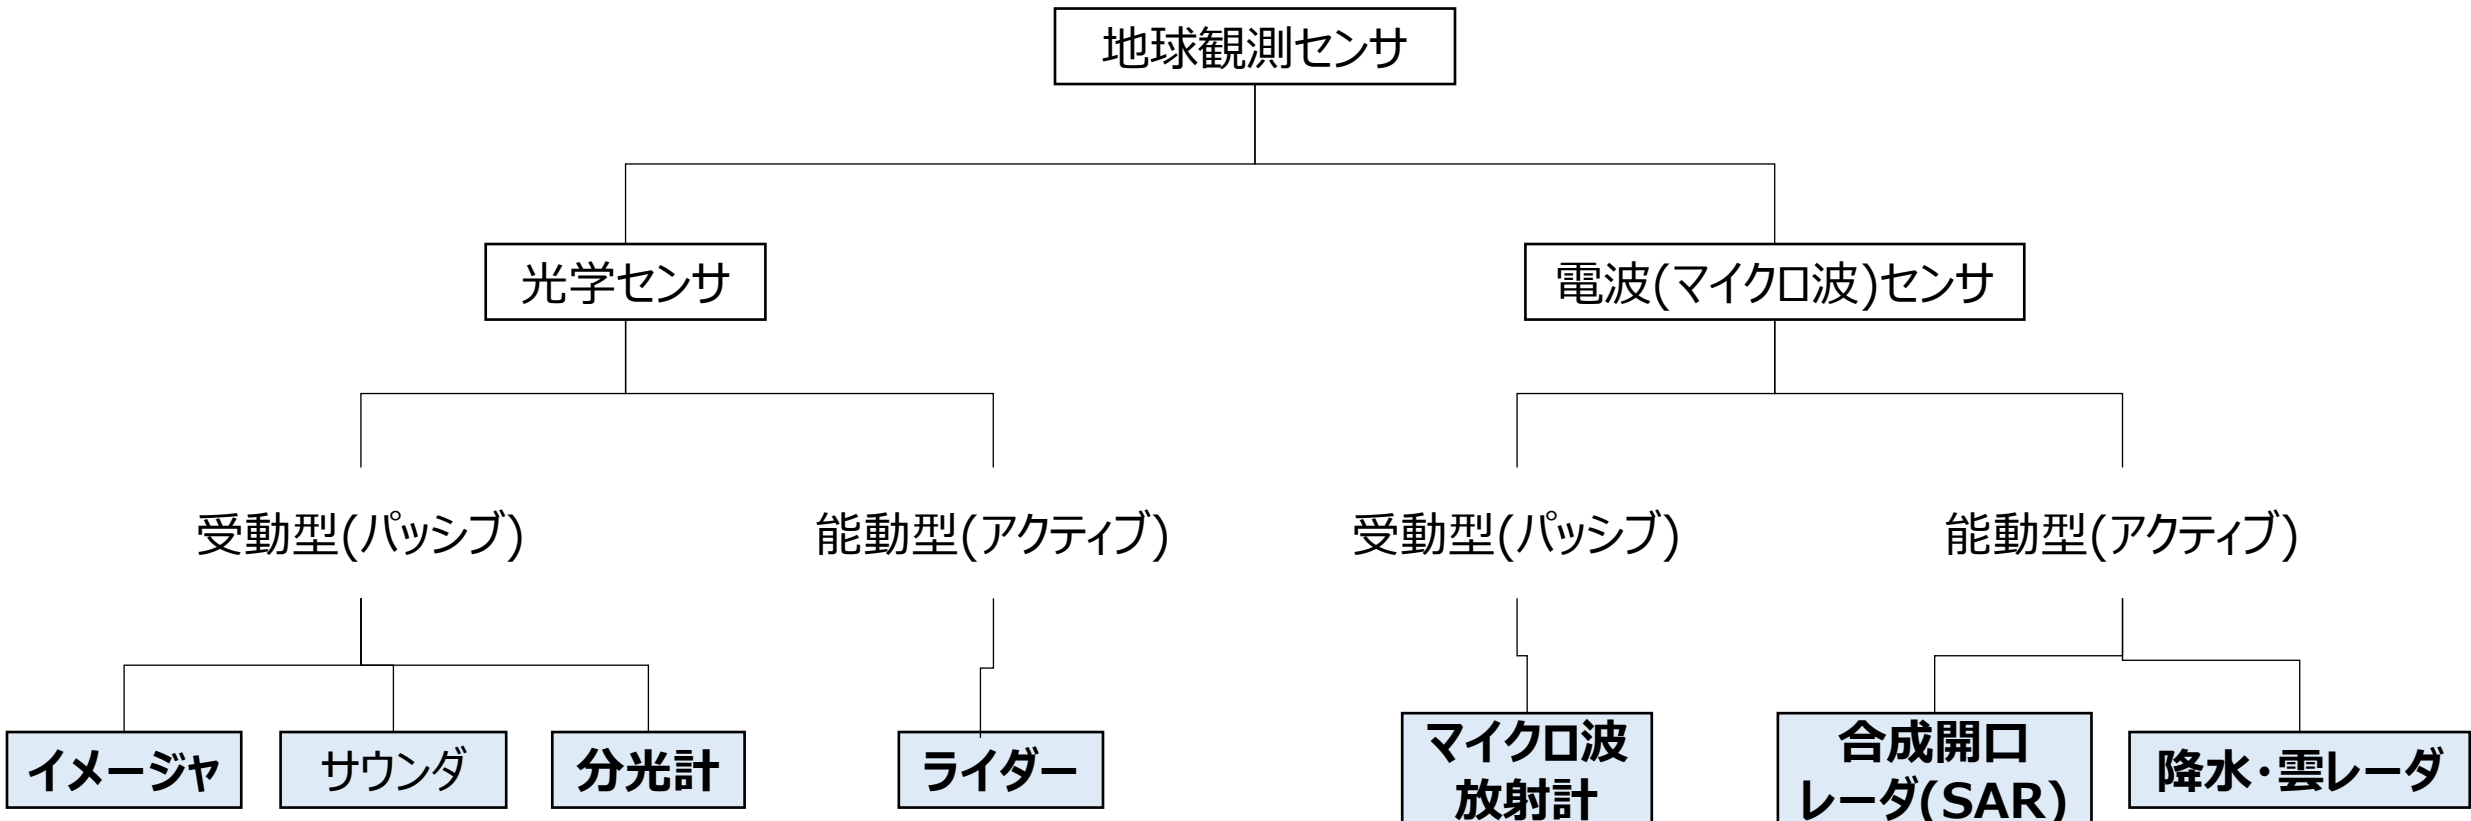 地球観測センサ
光学センサ
電波(マイクロ波)センサ
受動型(パッシブ)
能動型(アクティブ)
受動型(パッシブ)
能動型(アクティブ)
イメージャ
サウンダ
分光計
ライダー
マイクロ波
放射計
合成開口
レーダ(SAR)
降水・雲レーダ